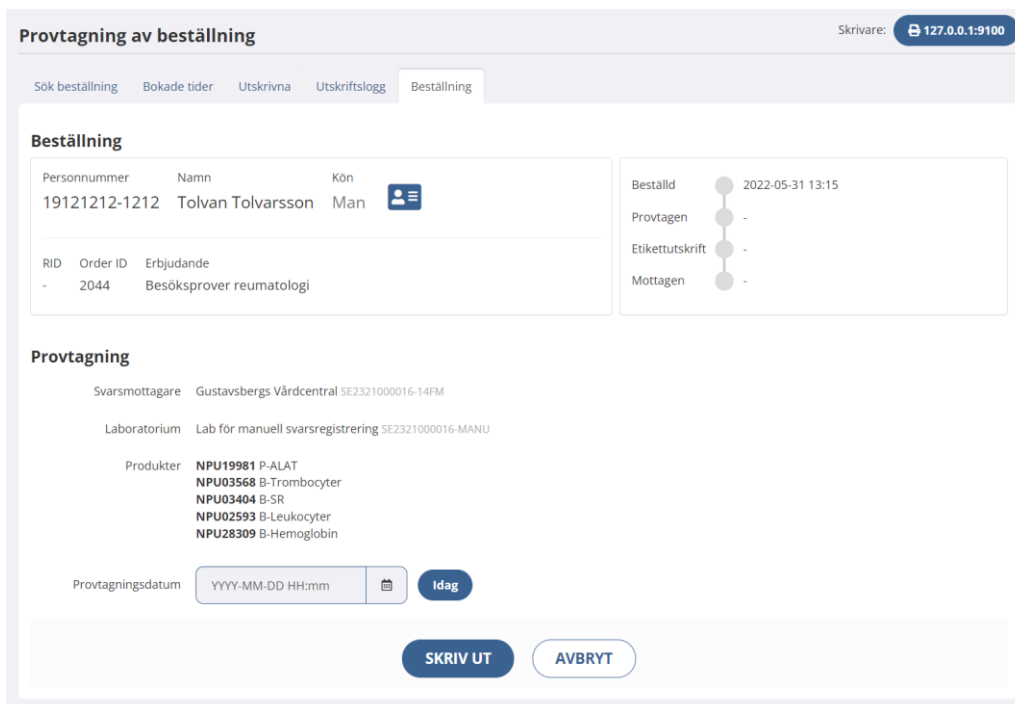 Provtagning av beställning
Skrivare: 127.0.0.1:9100
Sök beställning Bokade tider Utskrivna Utskriftslogg Beställning
Beställning
Personnummer Namn Kön
19121212-1212 Tolvan Tolvarsson Man
RID Order ID Erbjudande
- 2044 Besöksprover reumatologi
Beställd 2022-05-31 13:15
Provtagen -
Etikettutskrift -
Mottagen -
Provtagning
Svarsmottagare Gustavsbergs Vårdcentral SE2321000016-14FM
Laboratorium Lab för manuell svarsregistrering SE2321000016-MANU
Produkter NPU19981 P-ALAT
NPU03568 B-Trombocyter
NPU03404 B-SR
NPU02593 B-Leukocyter
NPU28309 B-Hemoglobin
Provtagningsdatum YYYY-MM-DD HH:mm Idag
SKRIV UT AVBRYT